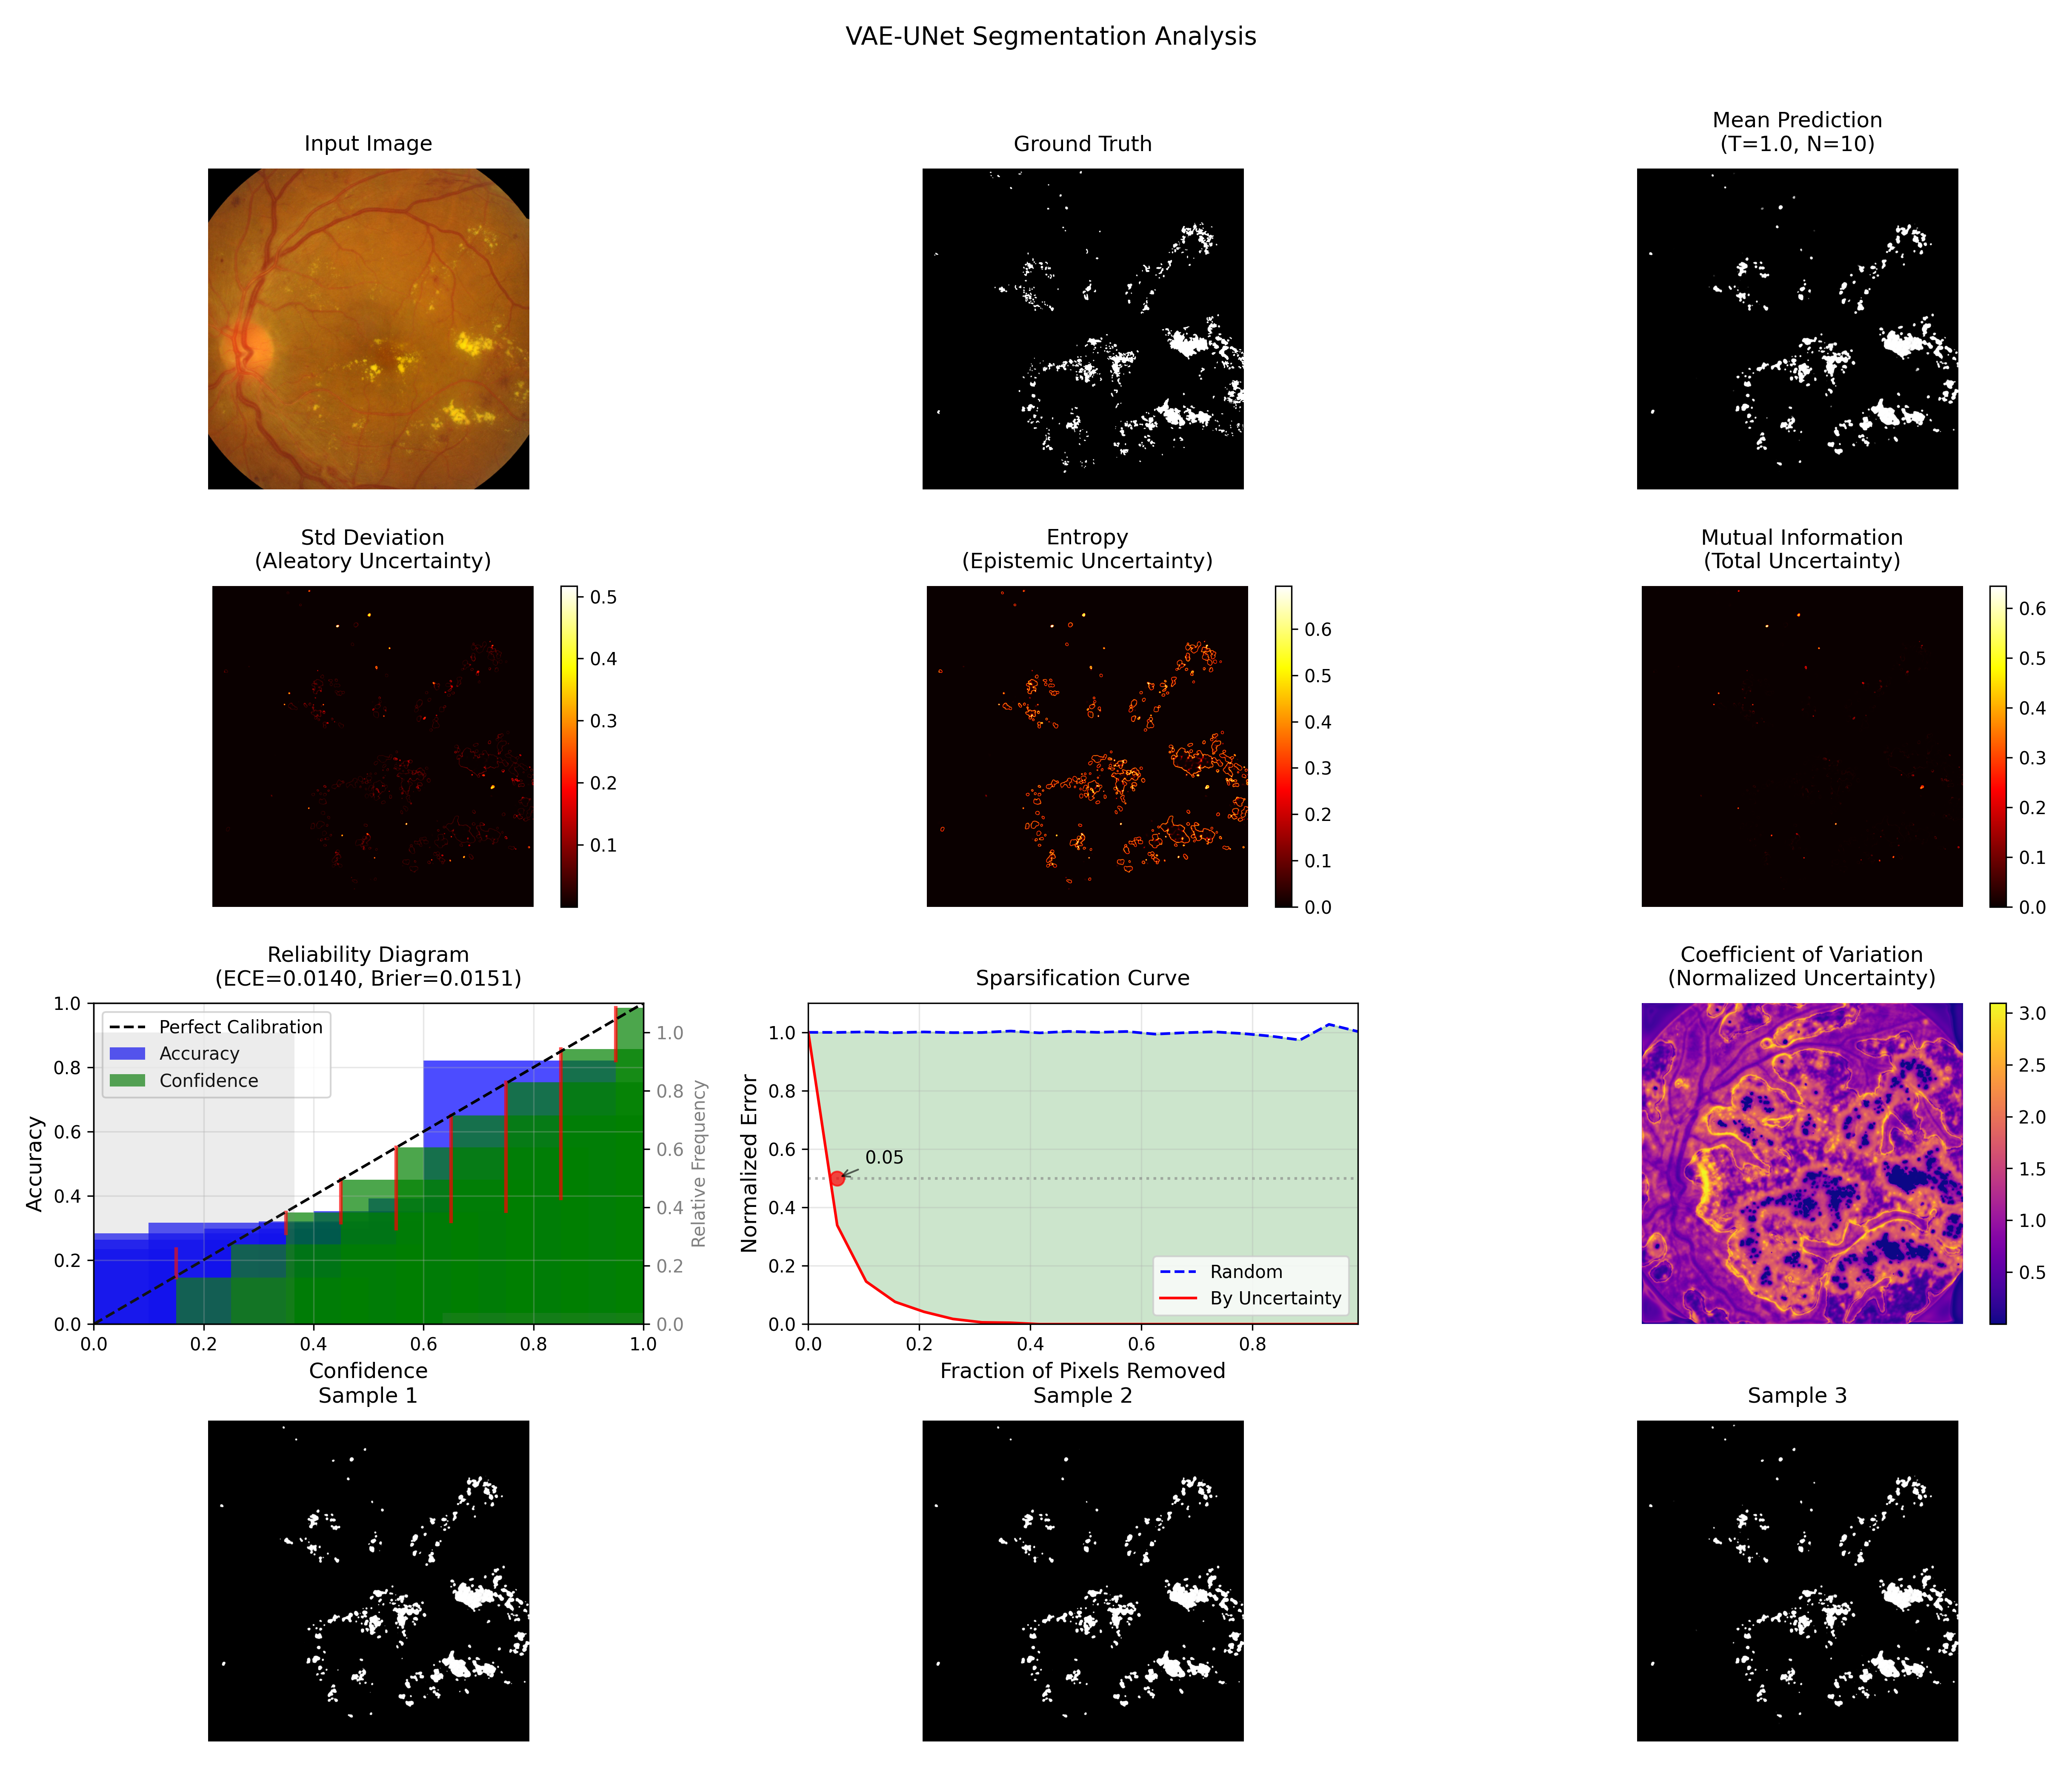 VAE-UNet Segmentation Analysis
Input Image
Ground Truth
Mean Prediction
(T=1.0, N=10)
Std Deviation
(Aleatory Uncertainty)
0.5
0.4
0.3
0.2
0.1
Entropy
(Epistemic Uncertainty)
0.6
0.5
0.4
0.3
0.2
0.1
0.0
Mutual Information
(Total Uncertainty)
0.6
0.5
0.4
0.3
0.2
0.1
0.0
Reliability Diagram
(ECE=0.0140, Brier=0.0151)
Accuracy
1.0
0.8
0.6
0.4
0.2
0.0
Perfect Calibration
Accuracy
Confidence
1.0
0.8
0.6
0.4
0.2
0.0
Relative Frequency
0.0 0.2 0.4 0.6 0.8 1.0
Confidence
Sparsification Curve
Normalized Error
1.0
0.8
0.6
0.4
0.2
0.0
0.05
Random
By Uncertainty
0.0 0.2 0.4 0.6 0.8
Fraction of Pixels Removed
Coefficient of Variation
(Normalized Uncertainty)
3.0
2.5
2.0
1.5
1.0
0.5
Sample 1
Sample 2
Sample 3